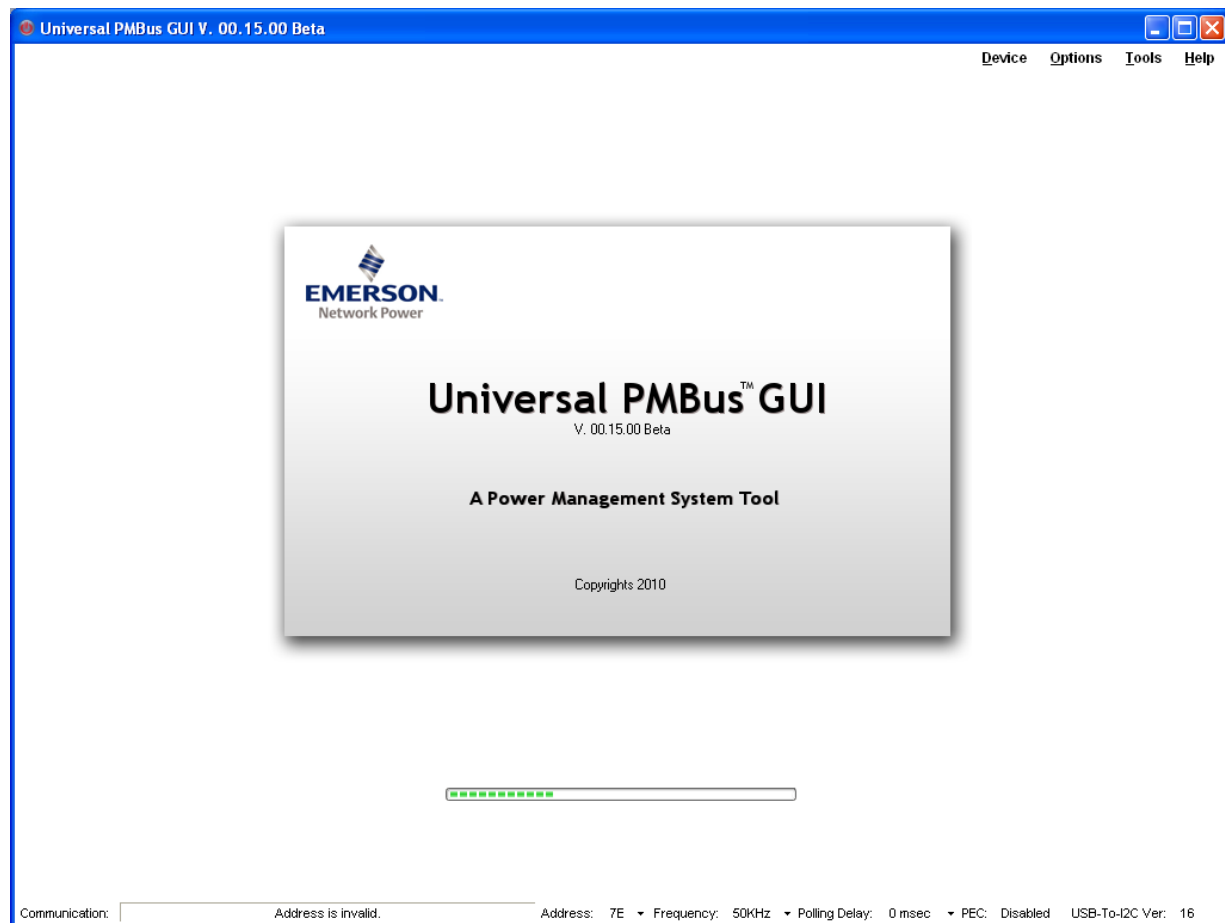 Universal PMBus GUI V. 00.15.00 Beta
Device Options Tools Help
EMERSON™
Network Power
Universal PMBus™ GUI
V. 00.15.00 Beta
A Power Management System Tool
Copyrights 2010
Communication: Address is invalid. Address: 7E Frequency: 50KHz Polling Delay: 0 msec PEC: Disabled USB-To-I2C Ver: 16